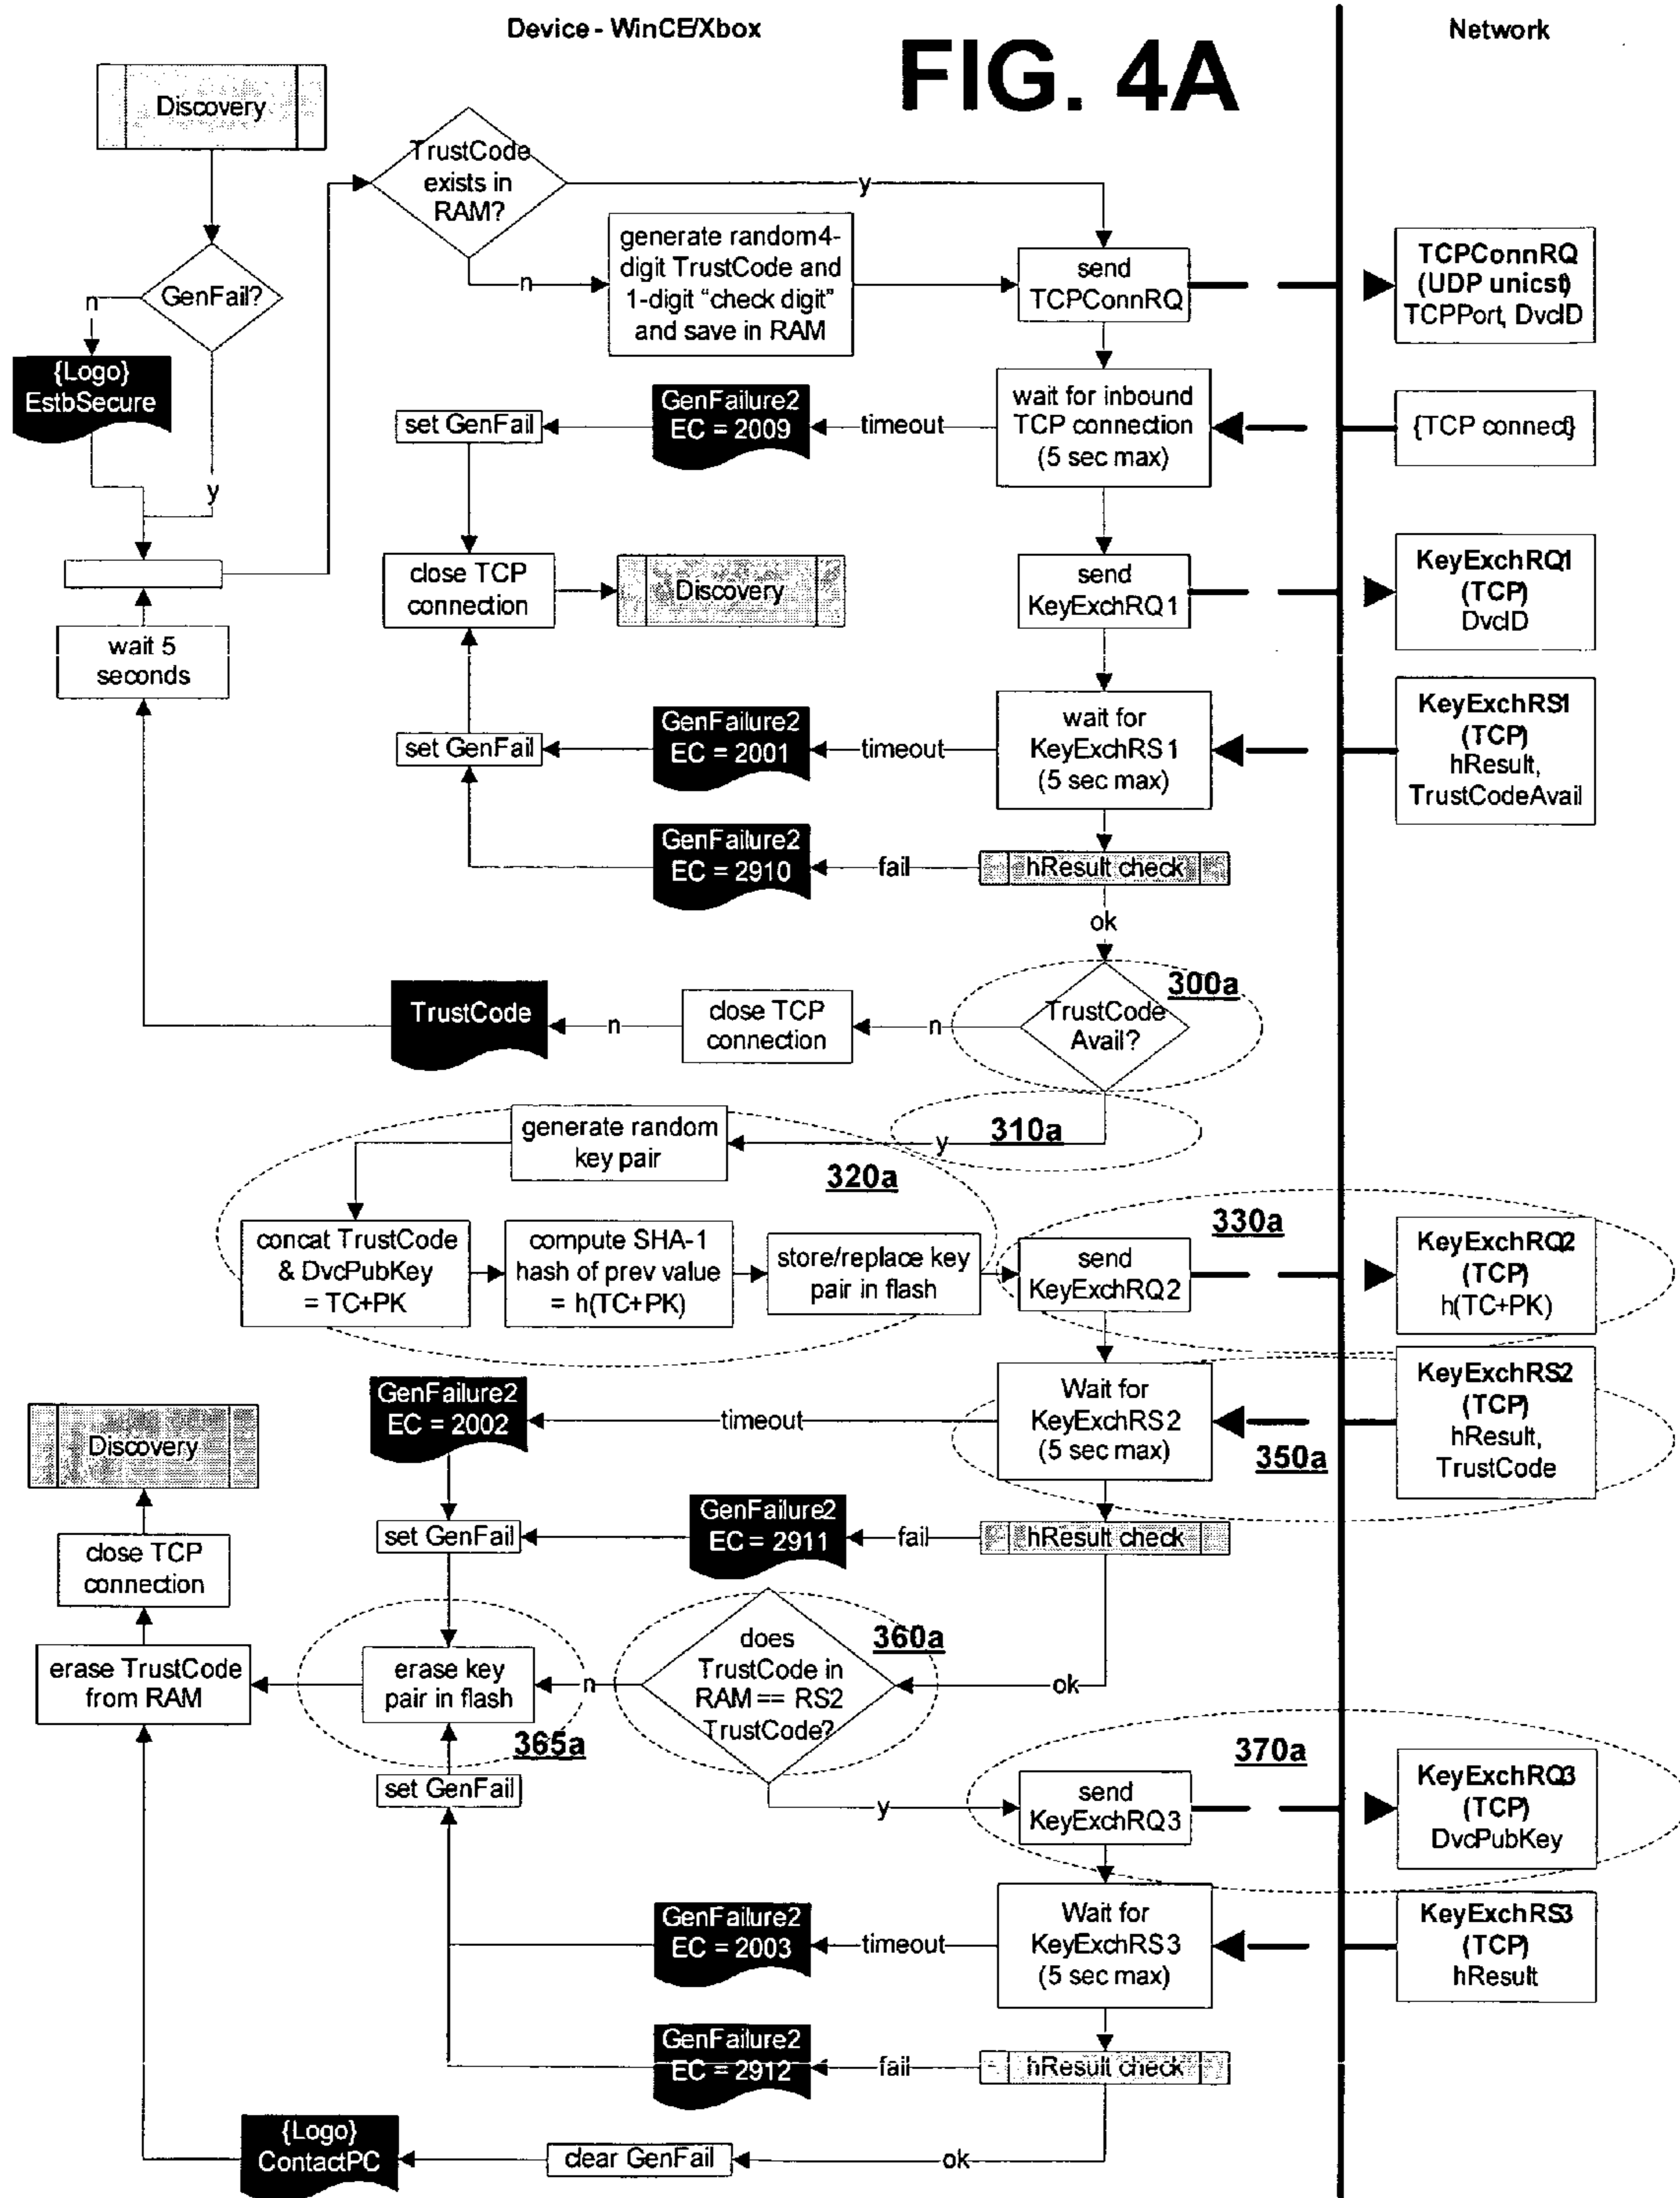 Device - WinCE/Xbox
FIG. 4A
Network
Discovery
GenFail?
n
y
{Logo}
EstbSecure
wait 5
seconds
TrustCode
exists in
RAM?
y
n
generate random4-
digit TrustCode and
1-digit “check digit”
and save in RAM
send
TCPConnRQ
TCPConnRQ
(UDP unicst)
TCPPort, DvcID
wait for inbound
TCP connection
(5 sec max)
{TCP connect}
timeout
GenFailure2
EC = 2009
set GenFail
close TCP
connection
Discovery
send
KeyExchRQ1
KeyExchRQ1
(TCP)
DvcID
wait for
KeyExchRS1
(5 sec max)
KeyExchRS1
(TCP)
hResult,
TrustCodeAvail
timeout
GenFailure2
EC = 2001
set GenFail
hResult check
fail
GenFailure2
EC = 2910
ok
300a
TrustCode
Avail?
n
close TCP
connection
n
TrustCode
310a
y
generate random
key pair
320a
concat TrustCode
& DvcPubKey
= TC+PK
compute SHA-1
hash of prev value
= h(TC+PK)
store/replace key
pair in flash
330a
send
KeyExchRQ2
KeyExchRQ2
(TCP)
h(TC+PK)
Wait for
KeyExchRS2
(5 sec max)
350a
KeyExchRS2
(TCP)
hResult,
TrustCode
timeout
GenFailure2
EC = 2002
hResult check
fail
GenFailure2
EC = 2911
set GenFail
Discovery
close TCP
connection
erase TrustCode
from RAM
erase key
pair in flash
365a
n
does
TrustCode in
RAM == RS2
TrustCode?
360a
ok
set GenFail
y
370a
send
KeyExchRQ3
KeyExchRQ3
(TCP)
DvcPubKey
Wait for
KeyExchRS3
(5 sec max)
KeyExchRS3
(TCP)
hResult
timeout
GenFailure2
EC = 2003
hResult check
fail
GenFailure2
EC = 2912
ok
clear GenFail
{Logo}
ContactPC